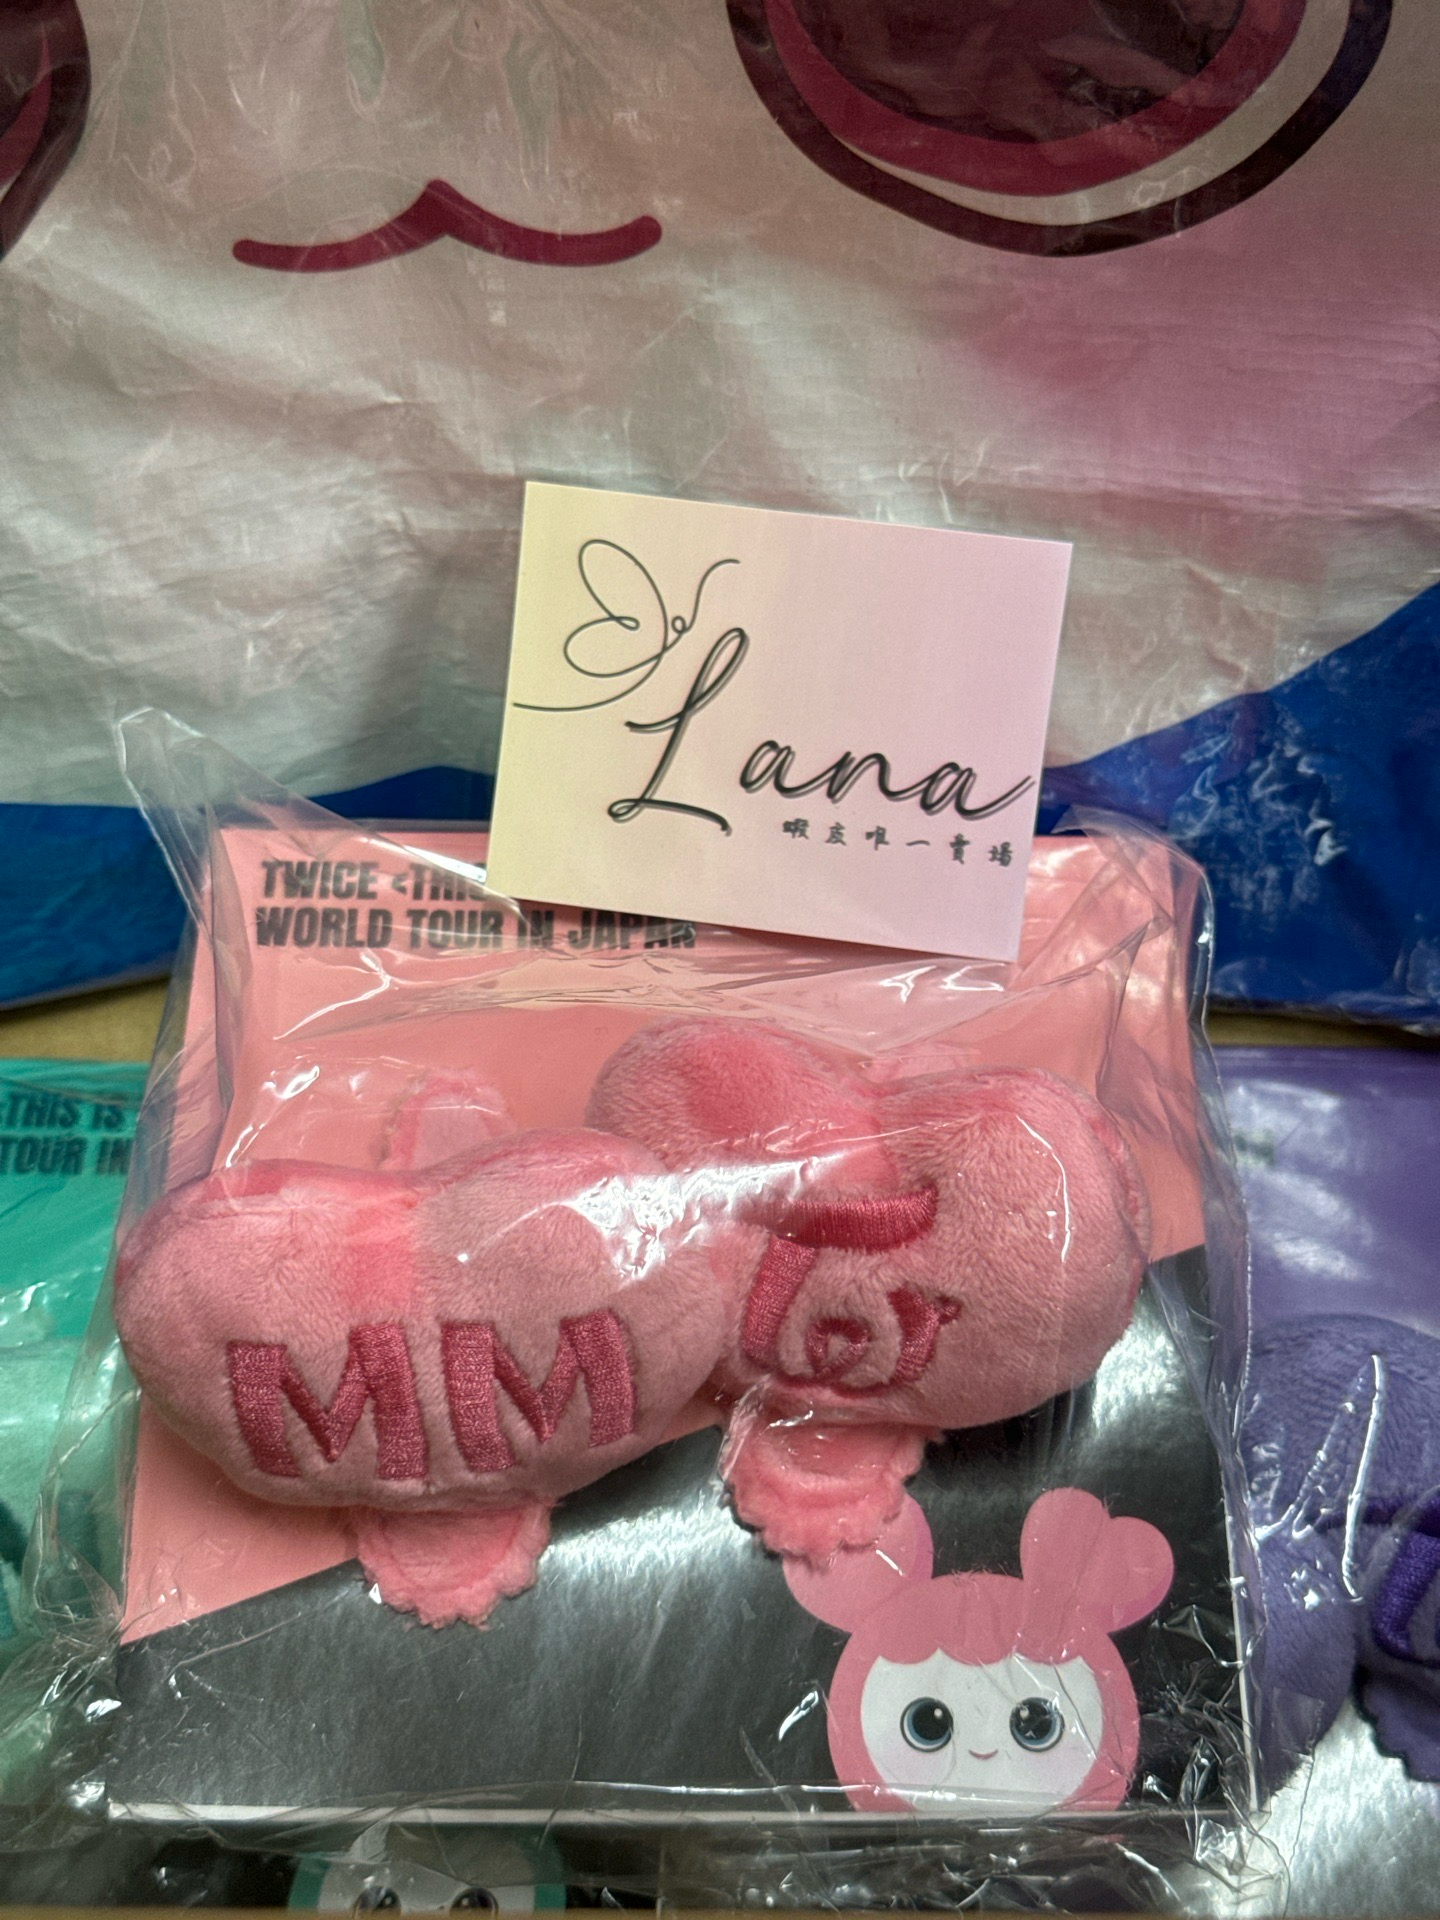 Lana
蝦皮唯一賣場
TWICE <THIS
WORLD TOUR IN JAPAN
THIS IS
TOUR IN
MM